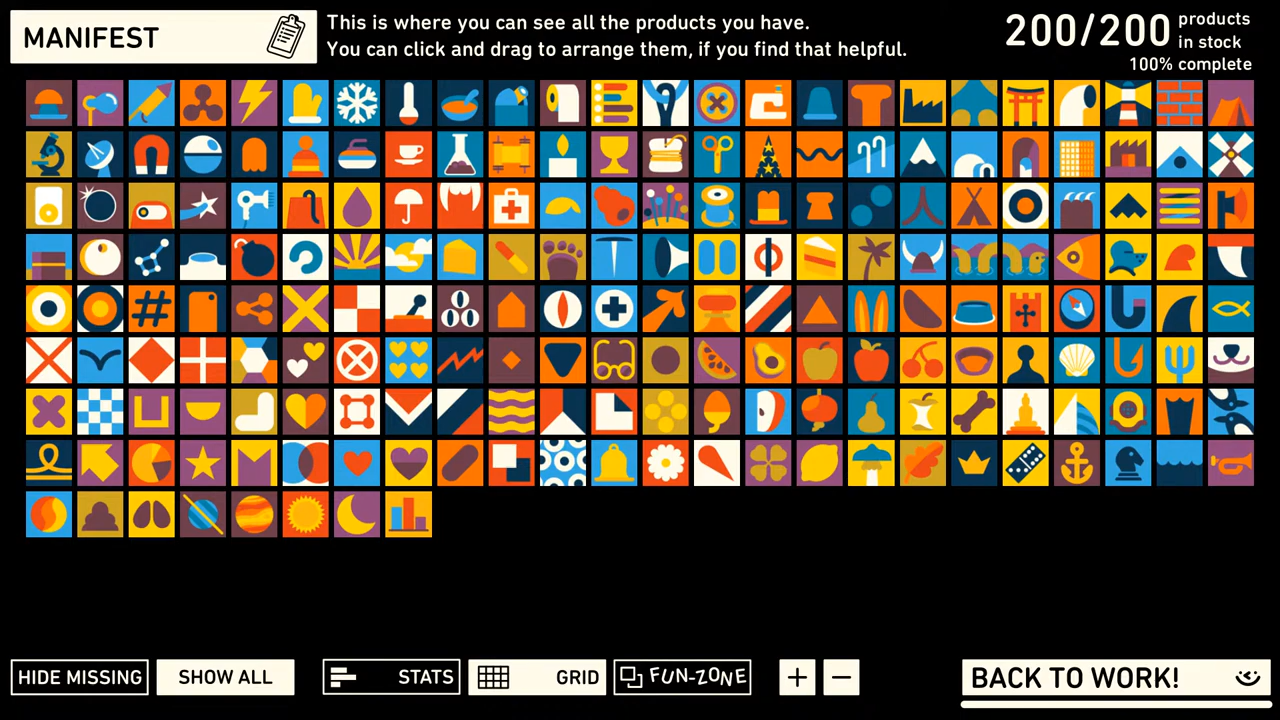 MANIFEST
This is where you can see all the products you have.
You can click and drag to arrange them, if you find that helpful.
200/200 products in stock
100% complete
HIDE MISSING
SHOW ALL
STATS
GRID
FUN-ZONE
+
−
BACK TO WORK!